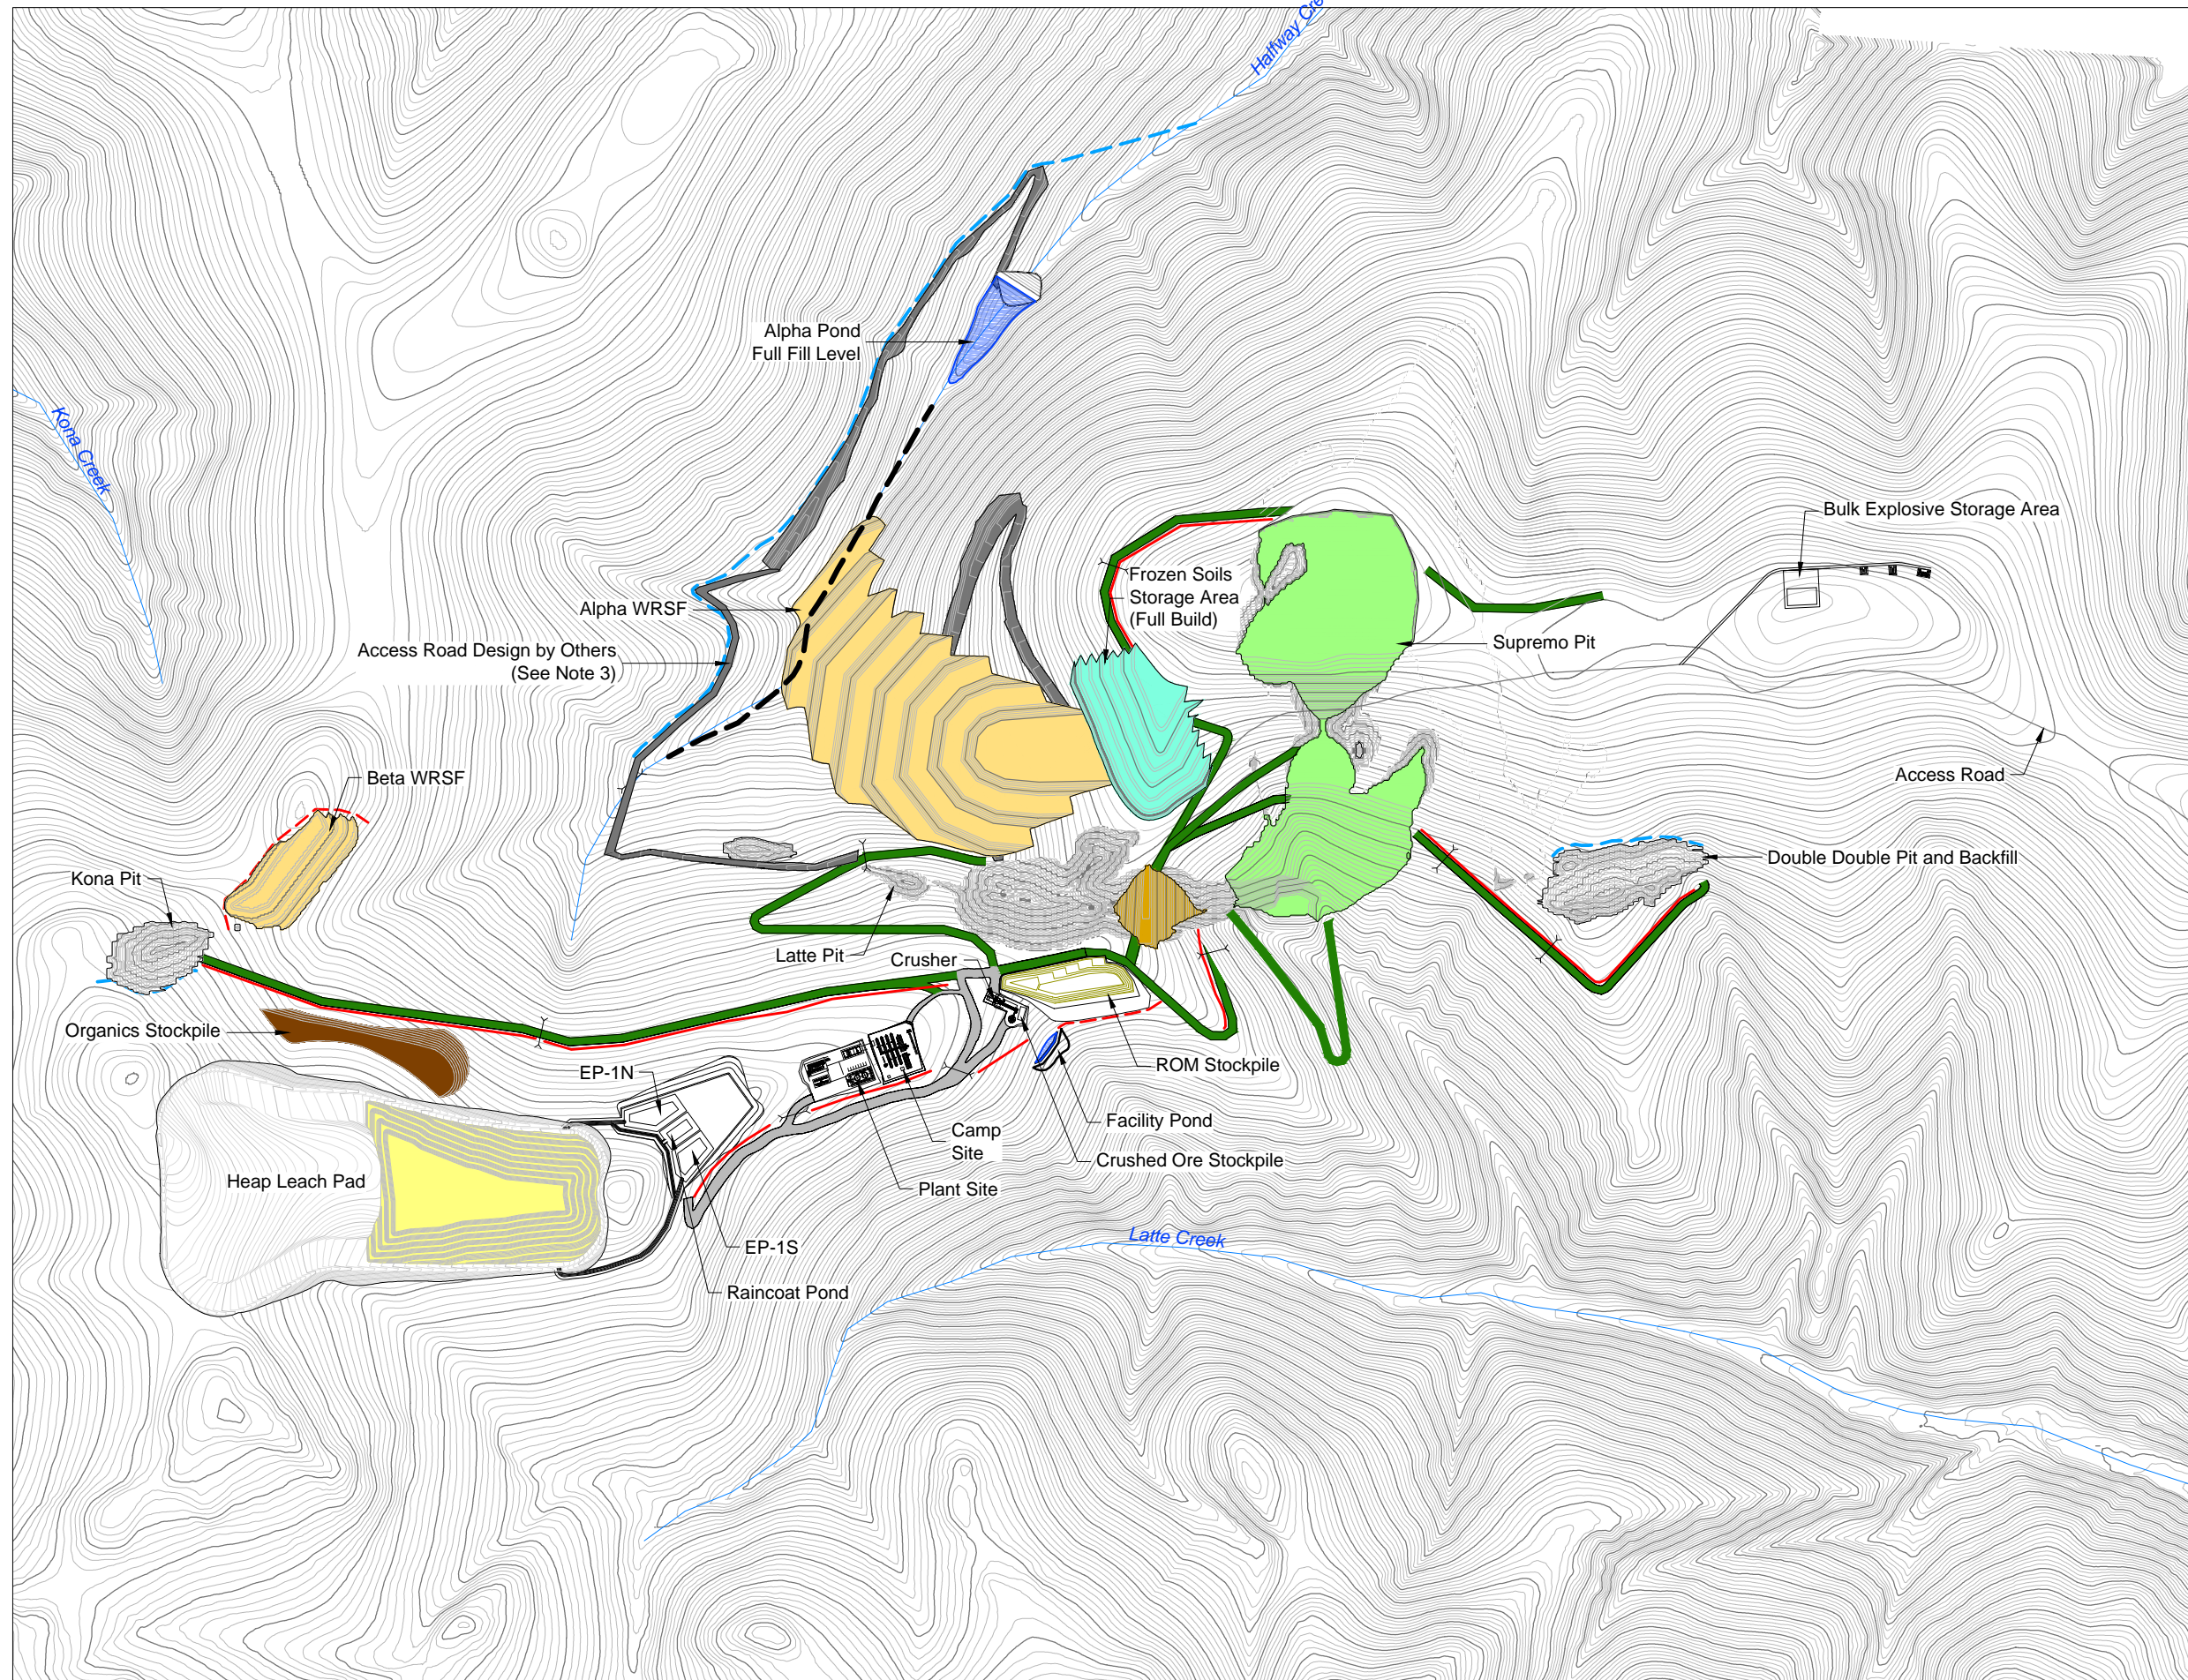 Halfway Cre
Alpha Pond
Full Fill Level
Kona Creek
Bulk Explosive Storage Area
Frozen Soils
Storage Area
(Full Build)
Alpha WRSF
Supremo Pit
Access Road Design by Others
(See Note 3)
Beta WRSF
Access Road
Double Double Pit and Backfill
Kona Pit
Latte Pit
Crusher
Organics Stockpile
ROM Stockpile
EP-1N
Facility Pond
Camp
Site
Crushed Ore Stockpile
Heap Leach Pad
Plant Site
Latte Creek
EP-1S
Raincoat Pond